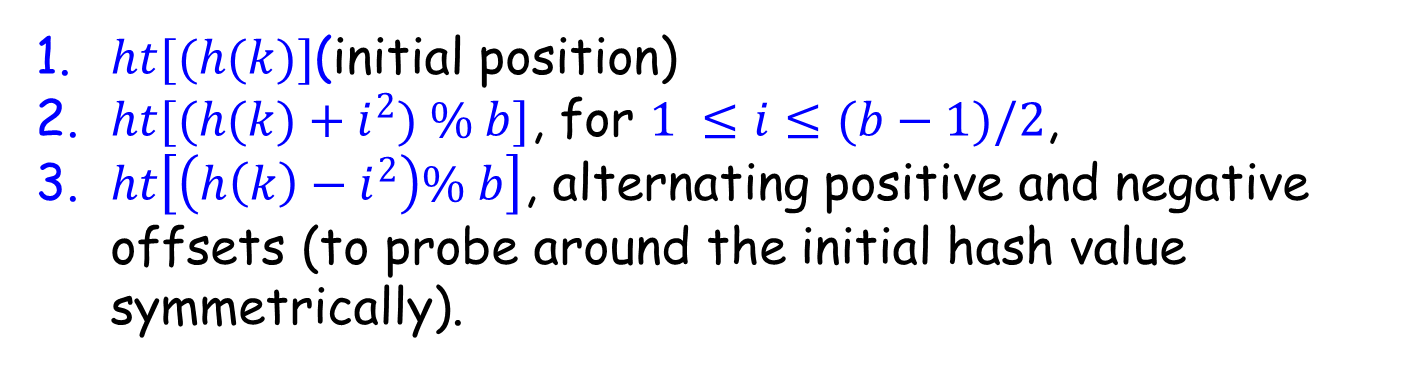 1. ht[(h(k)](initial position)
2. ht[(h(k) + i²) % b], for 1 ≤ i ≤ (b − 1)/2,
3. ht[(h(k) − i²)% b], alternating positive and negative
offsets (to probe around the initial hash value
symmetrically).